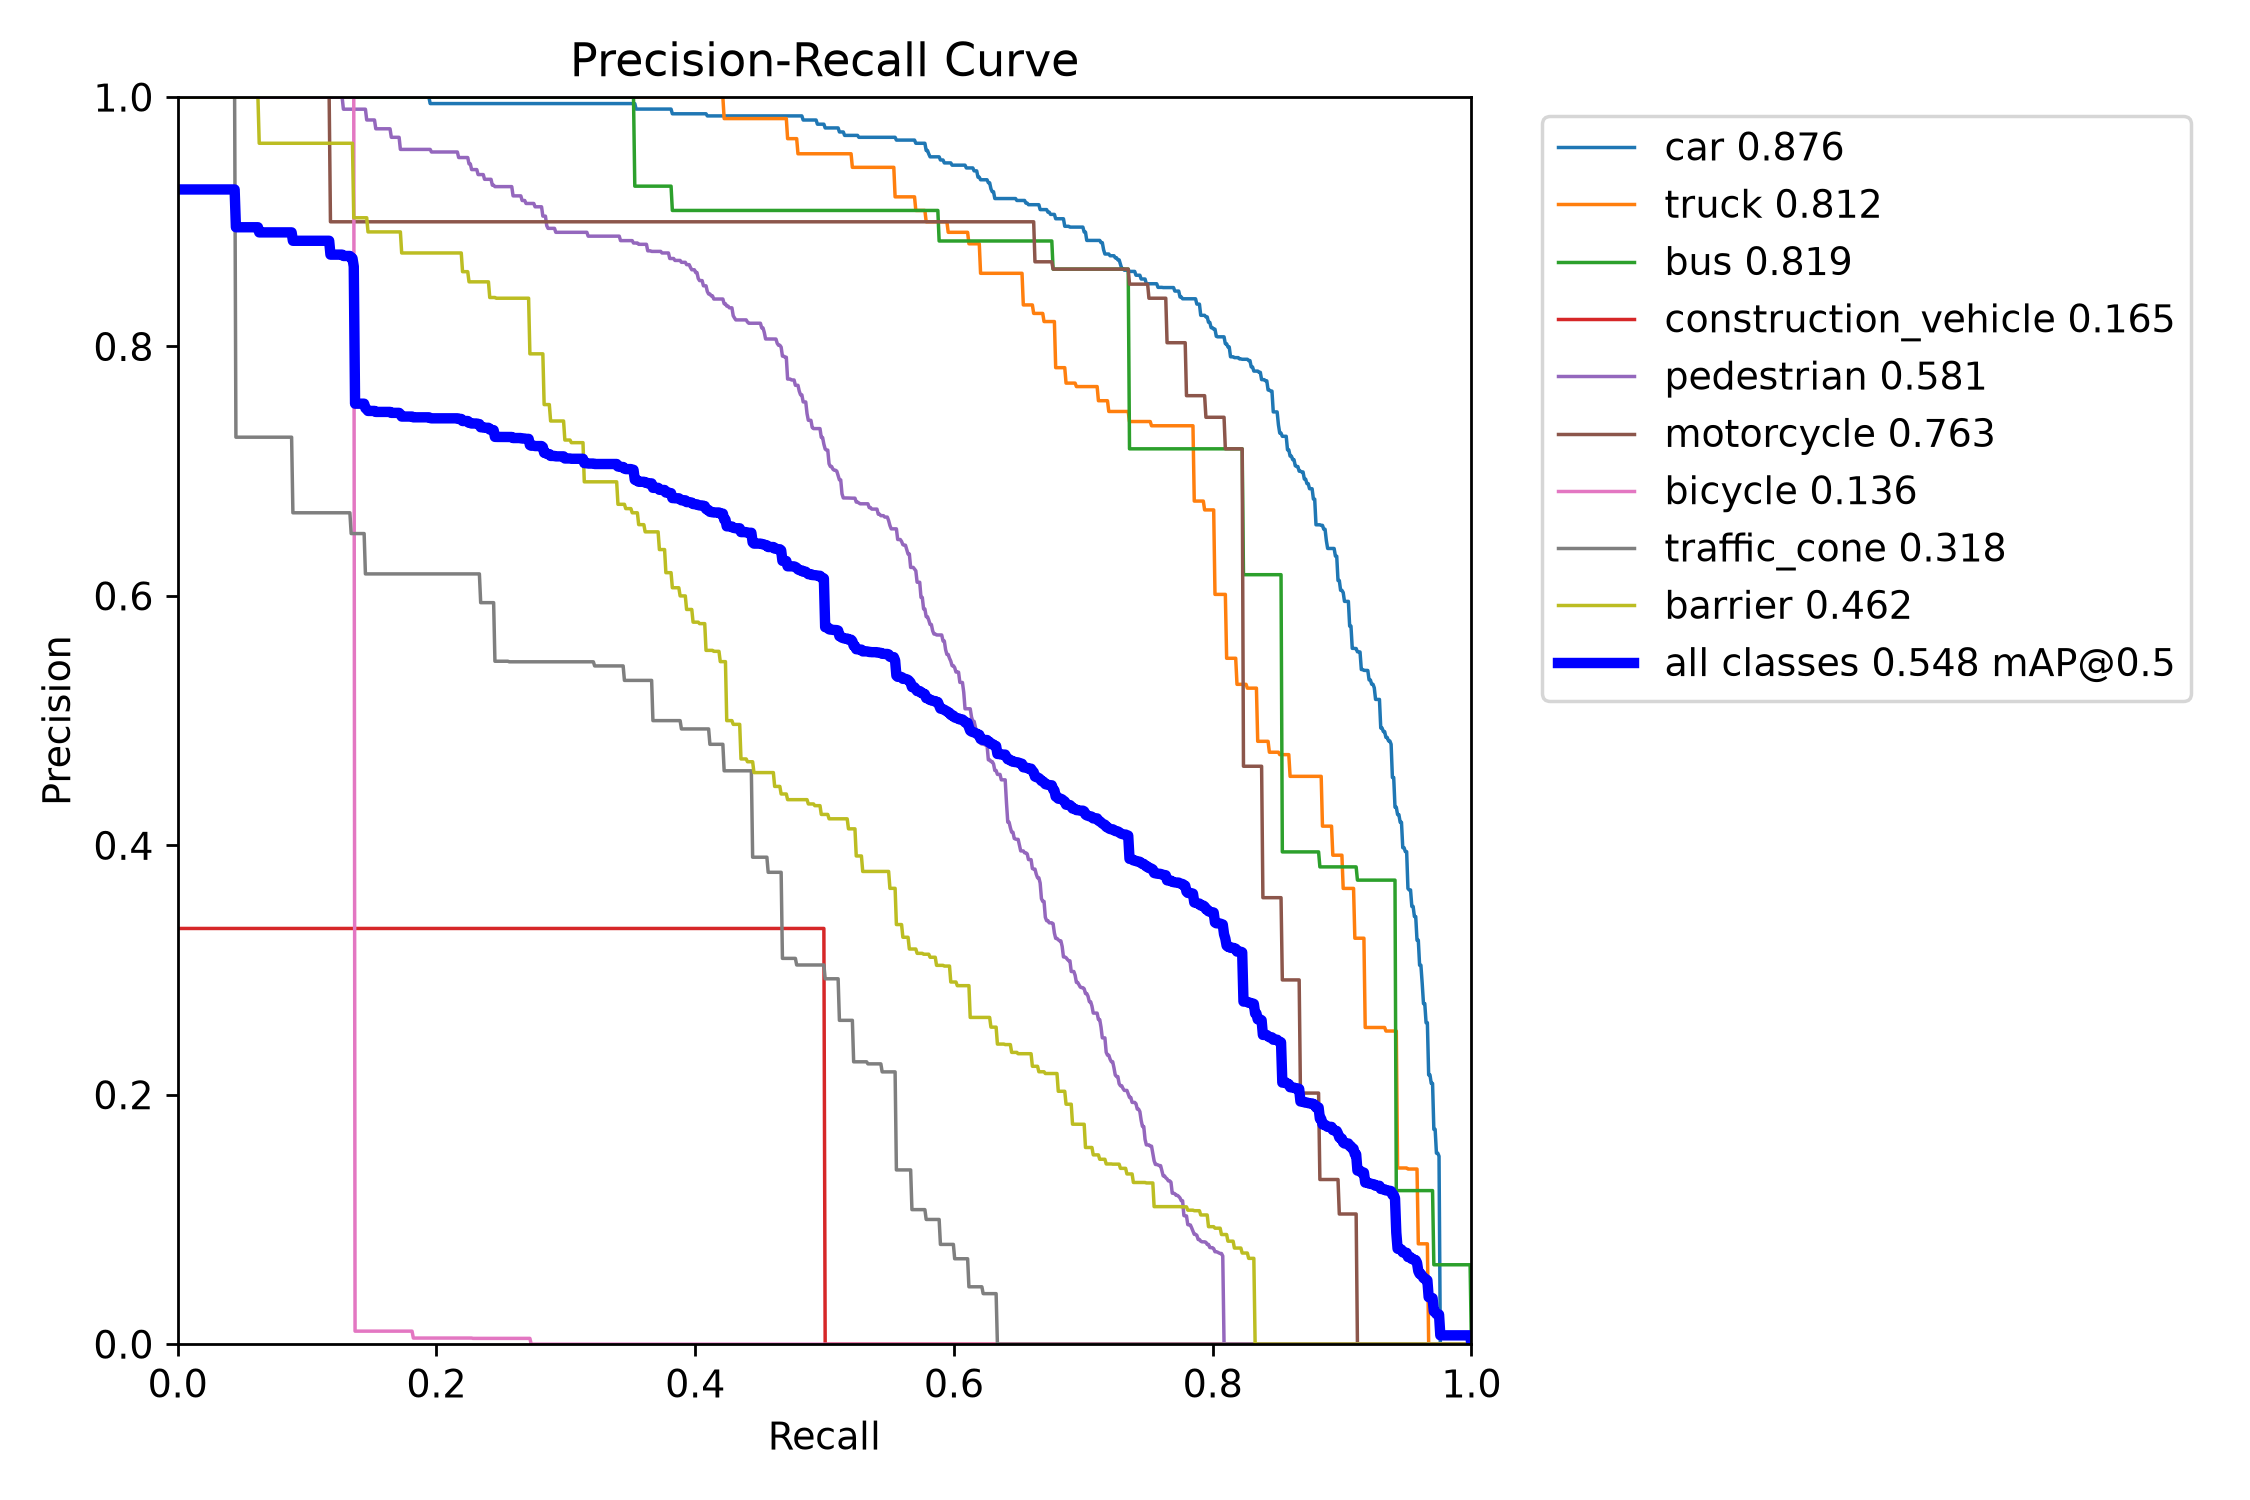 Precision-Recall Curve
1.0
0.8
0.6
0.4
0.2
0.0
Precision
0.0 0.2 0.4 0.6 0.8 1.0
Recall
car 0.876
truck 0.812
bus 0.819
construction_vehicle 0.165
pedestrian 0.581
motorcycle 0.763
bicycle 0.136
traffic_cone 0.318
barrier 0.462
all classes 0.548 mAP@0.5